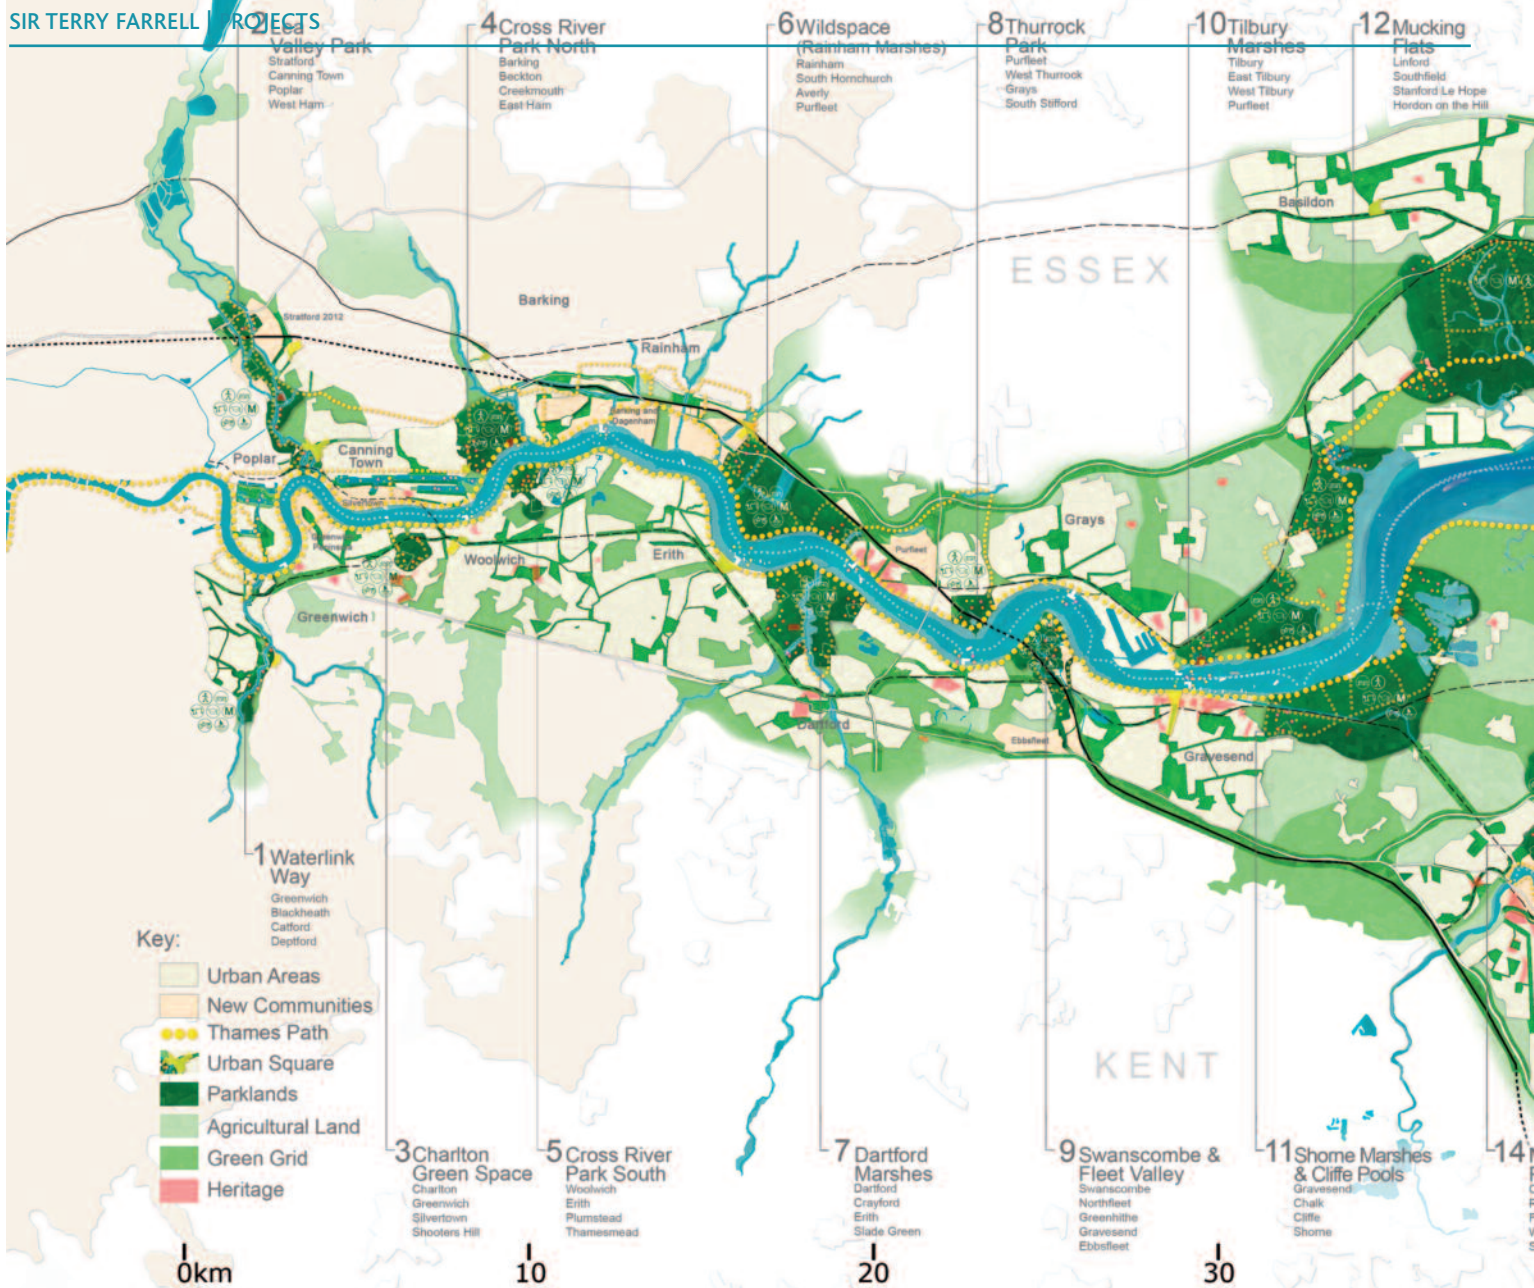 SIR TERRY FARRELL | PROJECTS
2 Lea
Valley Park
Stratford
Canning Town
Poplar
West Ham
4 Cross River
Park North
Barking
Beckton
Creekmouth
East Ham
6 Wildspace
(Rainham Marshes)
Rainham
South Hornchurch
Averly
Purfleet
8 Thurrock
Park
Purfleet
West Thurrock
Grays
South Stifford
10 Tilbury
Marshes
Tilbury
East Tilbury
West Tilbury
Purfleet
12 Mucking
Flats
Linford
Southfield
Stanford Le Hope
Hordon on the Hill
Basildon
ESSEX
Barking
Stratford 2012
Rainham
Barking and
Dagenham
Poplar
Canning
Town
Silvertown
Greenwich
Peninsula
Woolwich
Erith
Purfleet
Grays
Greenwich
Dartford
Ebbsfleet
Gravesend
1 Waterlink
Way
Greenwich
Blackheath
Catford
Deptford
Key:
Urban Areas
New Communities
Thames Path
Urban Square
Parklands
Agricultural Land
Green Grid
Heritage
KENT
3 Charlton
Green Space
Charlton
Greenwich
Silvertown
Shooters Hill
5 Cross River
Park South
Woolwich
Erith
Plumstead
Thamesmead
7 Dartford
Marshes
Dartford
Crayford
Erith
Slade Green
9 Swanscombe &
Fleet Valley
Swanscombe
Northfleet
Greenhithe
Gravesend
Ebbsfleet
11 Shorne Marshes
& Cliffe Pools
Gravesend
Chalk
Cliffe
Shorne
14
0km
10
20
30